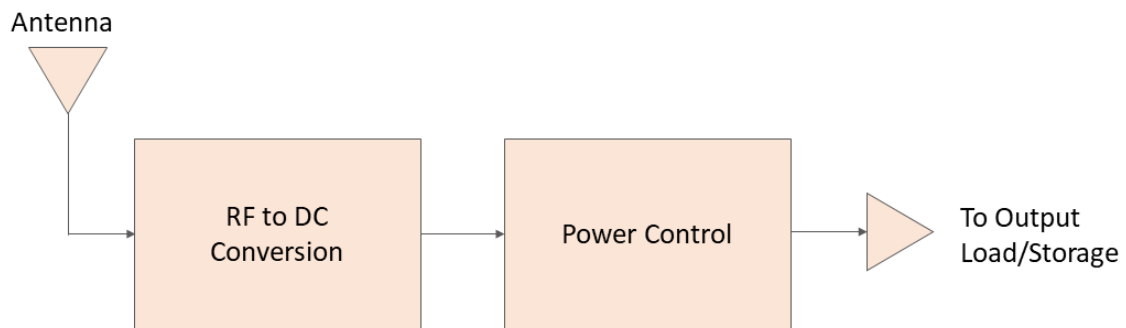 Antenna
RF to DC
Conversion
Power Control
To Output
Load/Storage